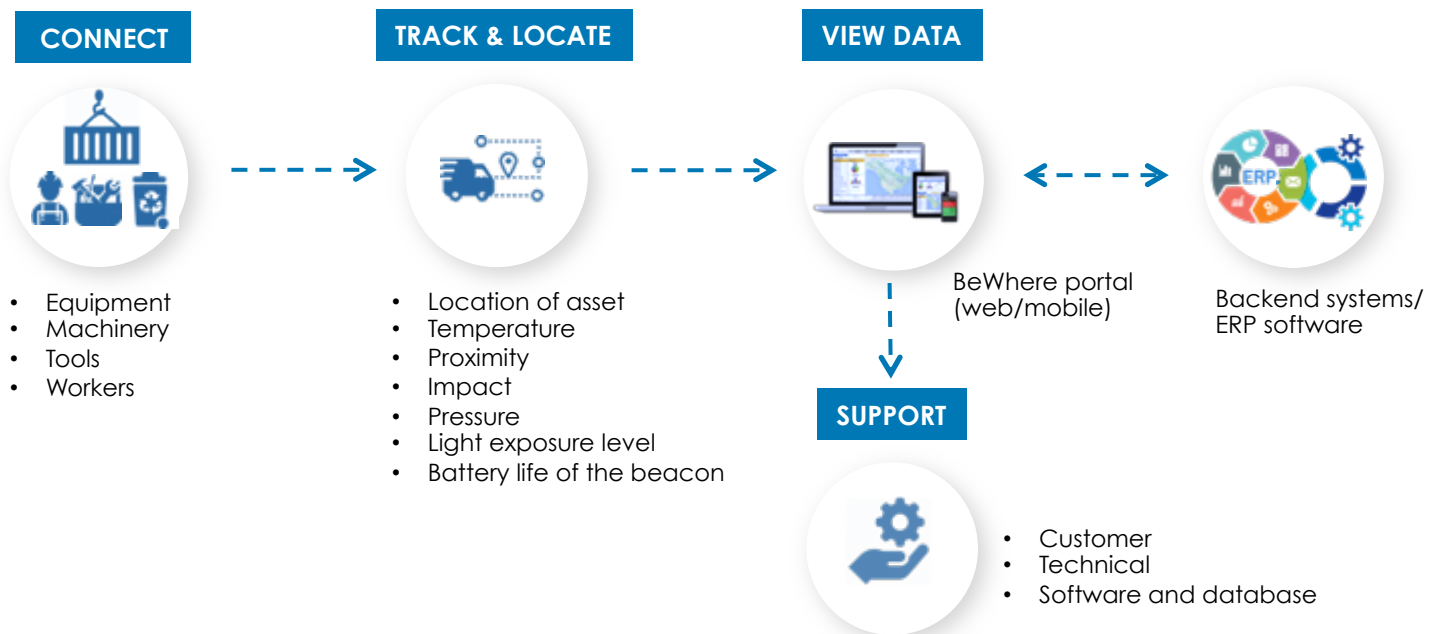 CONNECT
TRACK & LOCATE
VIEW DATA
ERP
• Equipment
• Machinery
• Tools
• Workers
• Location of asset
• Temperature
• Proximity
• Impact
• Pressure
• Light exposure level
• Battery life of the beacon
BeWhere portal
(web/mobile)
Backend systems/
ERP software
SUPPORT
• Customer
• Technical
• Software and database